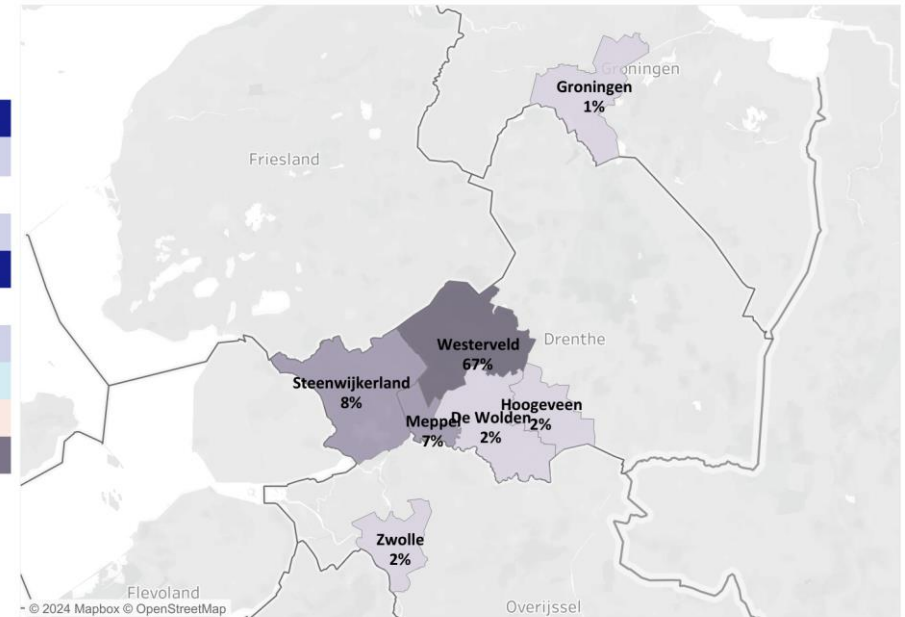 Groningen
Groningen
1%
Friesland
Westerveld
67%
Drenthe
Steenwijkerland
8%
Meppel
7%
De Wolden
2%
Hoogeveen
2%
Zwolle
2%
Flevoland
Overijssel
© 2024 Mapbox © OpenStreetMap